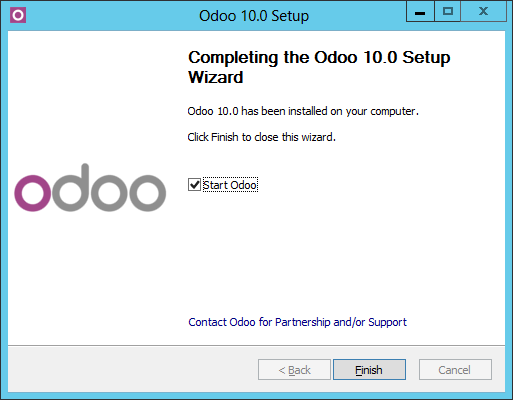 Odoo 10.0 Setup
Completing the Odoo 10.0 Setup
Wizard
Odoo 10.0 has been installed on your computer.
Click Finish to close this wizard.
odoo
Start Odoo
Contact Odoo for Partnership and/or Support
< Back
Finish
Cancel